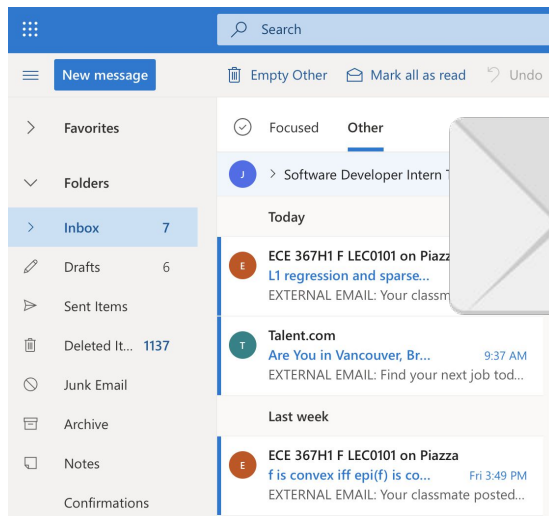 Search
New message
Empty Other
Mark all as read
Undo
Favorites
Folders
Inbox 7
Drafts 6
Sent Items
Deleted It... 1137
Junk Email
Archive
Notes
Confirmations
Focused
Other
J
Software Developer Intern
Today
E
ECE 367H1 F LEC0101 on
L1 regression and sparse...
EXTERNAL EMAIL: Your
T
Talent.com
Are You in Vancouver, Br... 9:37 AM
EXTERNAL EMAIL: Find your next job tod...
Last week
E
ECE 367H1 F LEC0101 on Piazza
f is convex iff epi(f) is co... Fri 3:49 PM
EXTERNAL EMAIL: Your classmate posted...